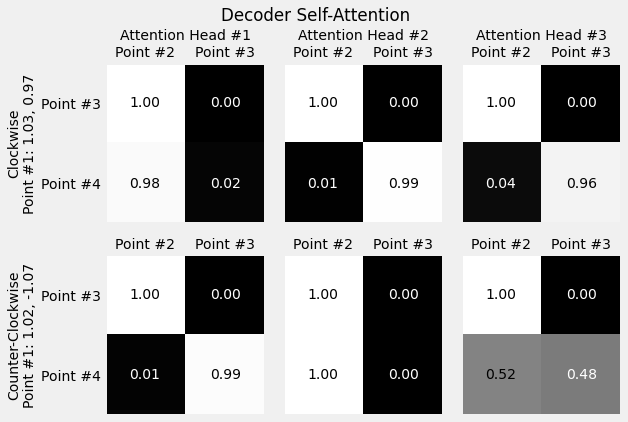 Decoder Self-Attention
Attention Head #1 Attention Head #2 Attention Head #3
Point #2 Point #3 Point #2 Point #3 Point #2 Point #3
Clockwise
Point #1: 1.03, 0.97
Point #3 1.00 0.00 1.00 0.00 1.00 0.00
Point #4 0.98 0.02 0.01 0.99 0.04 0.96
Point #2 Point #3 Point #2 Point #3 Point #2 Point #3
Counter-Clockwise
Point #1: 1.02, -1.07
Point #3 1.00 0.00 1.00 0.00 1.00 0.00
Point #4 0.01 0.99 1.00 0.00 0.52 0.48